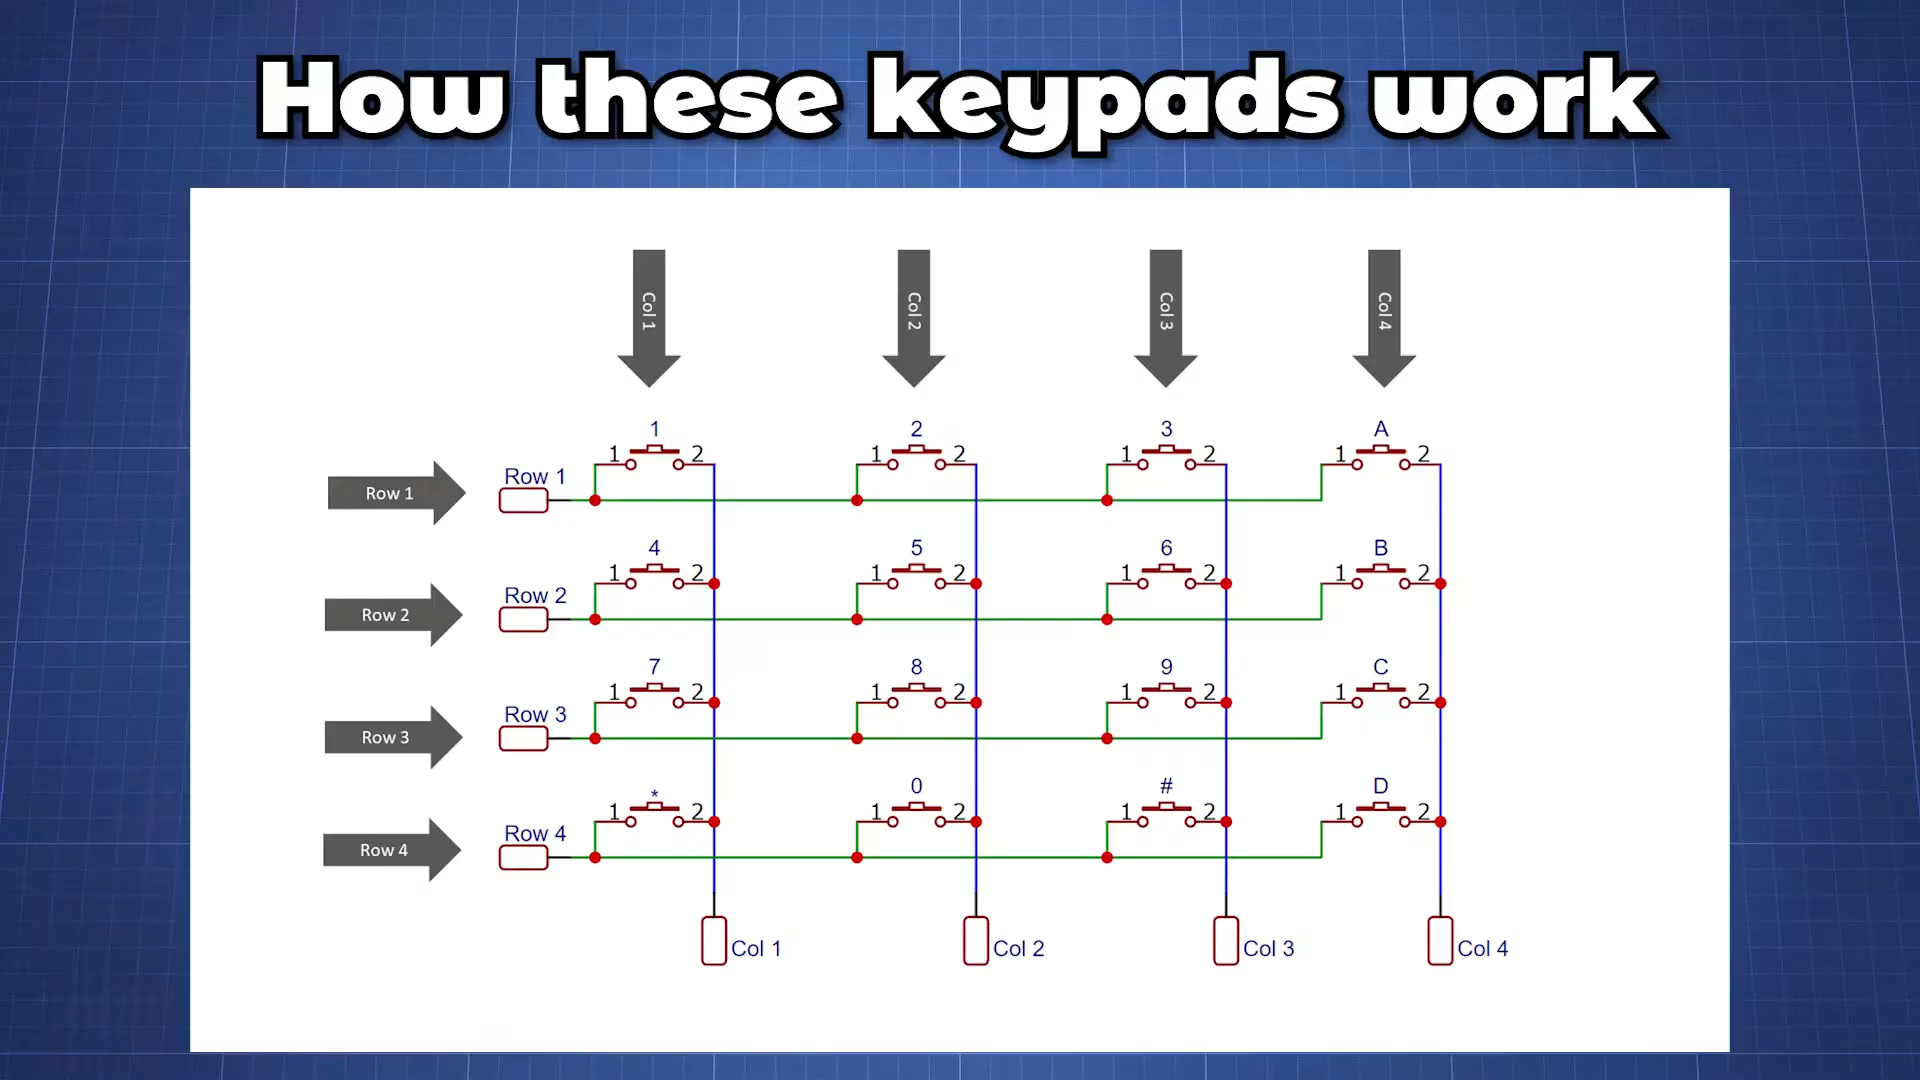 How these keypads work
Col 1 Col 2 Col 3 Col 4
1 2 3 A
1 2 1 2 1 2 1 2
Row 1 Row 1
4 5 6 B
1 2 1 2 1 2 1 2
Row 2 Row 2
7 8 9 C
1 2 1 2 1 2 1 2
Row 3 Row 3
* 0 # D
1 2 1 2 1 2 1 2
Row 4 Row 4
Col 1 Col 2 Col 3 Col 4